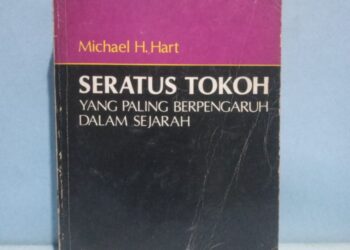 Michael H. Hart
SERATUS TOKOH
YANG PALING BERPENGARUH
DALAM SEJARAH